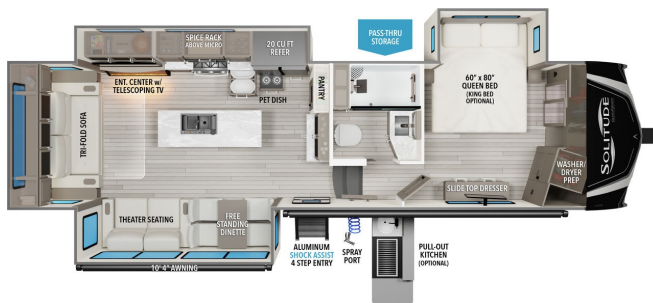 SPICE RACK
ABOVE MICRO
20 CU FT
REFER
PASS-THRU
STORAGE
ENT. CENTER w/
TELESCOPING TV
PET DISH
PANTRY
60" x 80"
QUEEN BED
(KING BED
OPTIONAL)
TRI-FOLD SOFA
SOLITUDE
WASHER/
DRYER
PREP
SLIDE TOP DRESSER
THEATER SEATING
FREE
STANDING
DINETTE
ALUMINUM
SHOCK ASSIST
4 STEP ENTRY
SPRAY
PORT
PULL-OUT
KITCHEN
(OPTIONAL)
10' 4" AWNING